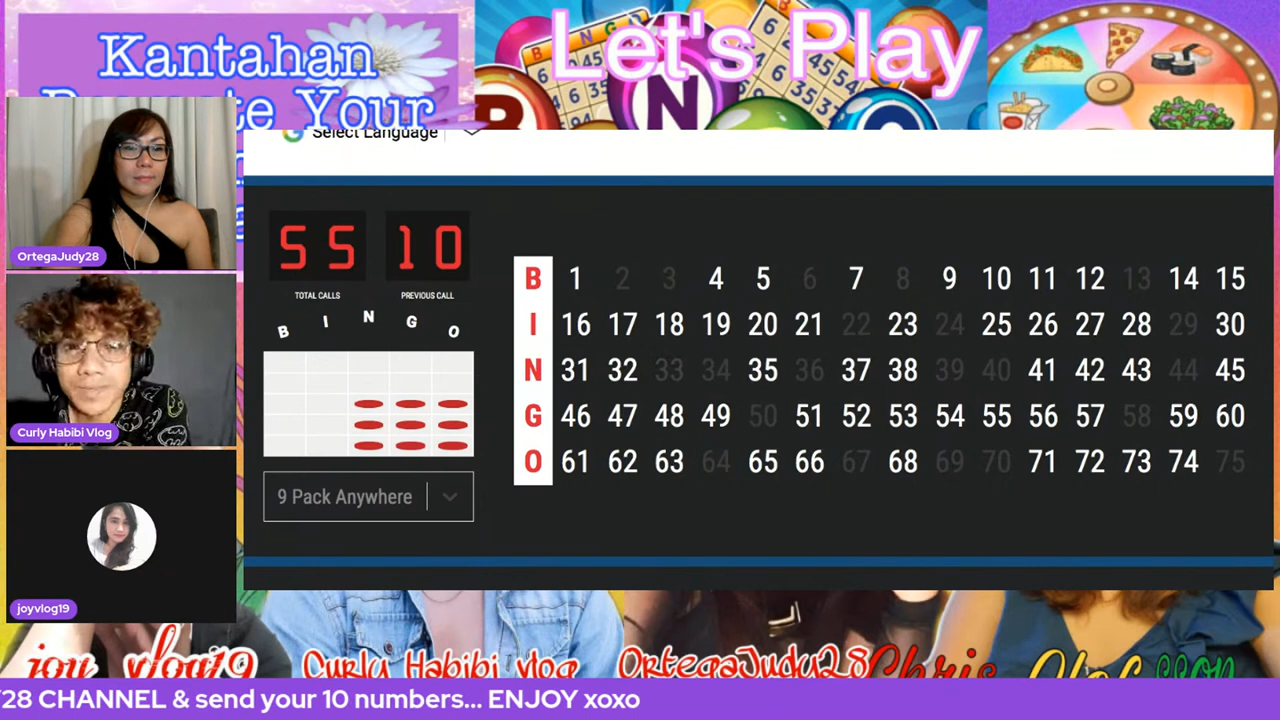 Kantahan
Promote Your
Let's Play
B I N G O
N
Select Language
55 10
TOTAL CALLS PREVIOUS CALL
B I N G O
9 Pack Anywhere
B 1 2 3 4 5 6 7 8 9 10 11 12 13 14 15
I 16 17 18 19 20 21 22 23 24 25 26 27 28 29 30
N 31 32 33 34 35 36 37 38 39 40 41 42 43 44 45
G 46 47 48 49 50 51 52 53 54 55 56 57 58 59 60
O 61 62 63 64 65 66 67 68 69 70 71 72 73 74 75
OrtegaJudy28
Curly Habibi Vlog
joyvlog19
joy vlog19 Curly Habibi vlog OrtegaJudy28 Chris
28 CHANNEL & send your 10 numbers... ENJOY xoxo